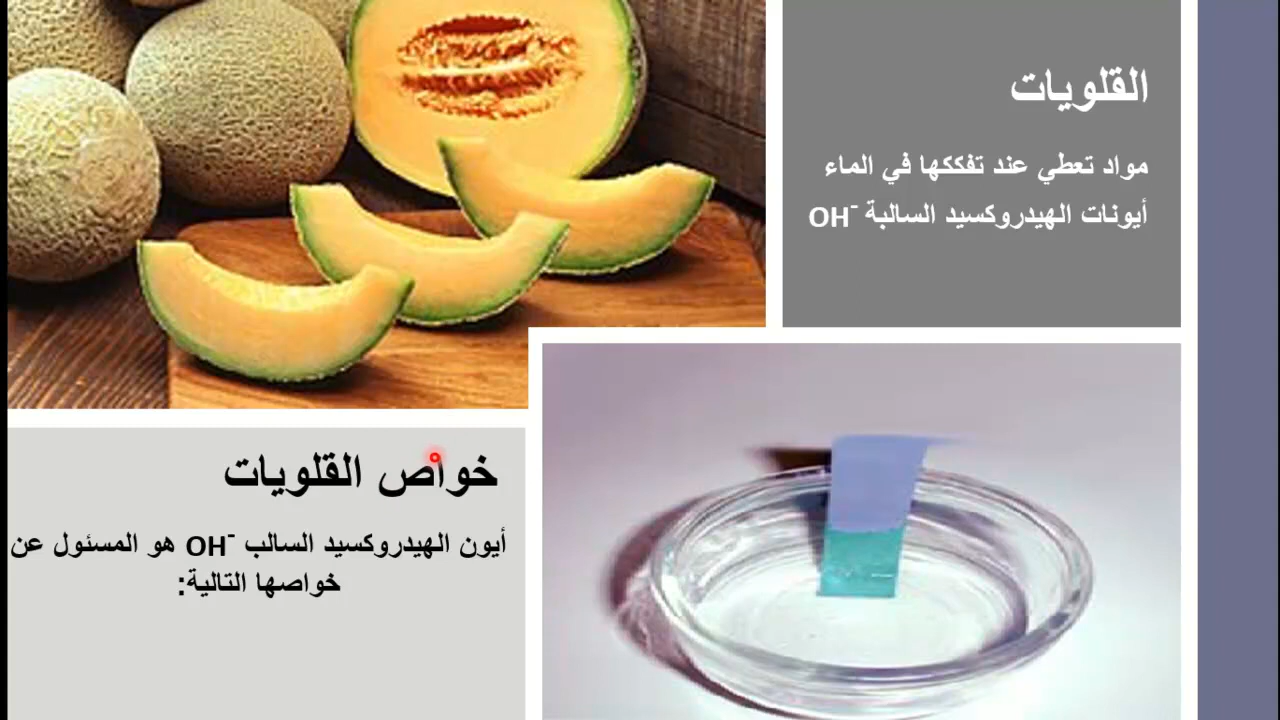 القلويات
مواد تعطي عند تفككها في الماء
أيونات الهيدروكسيد السالبة OH⁻
خواص القلويات
أيون الهيدروكسيد السالب OH⁻ هو المسئول عن
خواصها التالية: